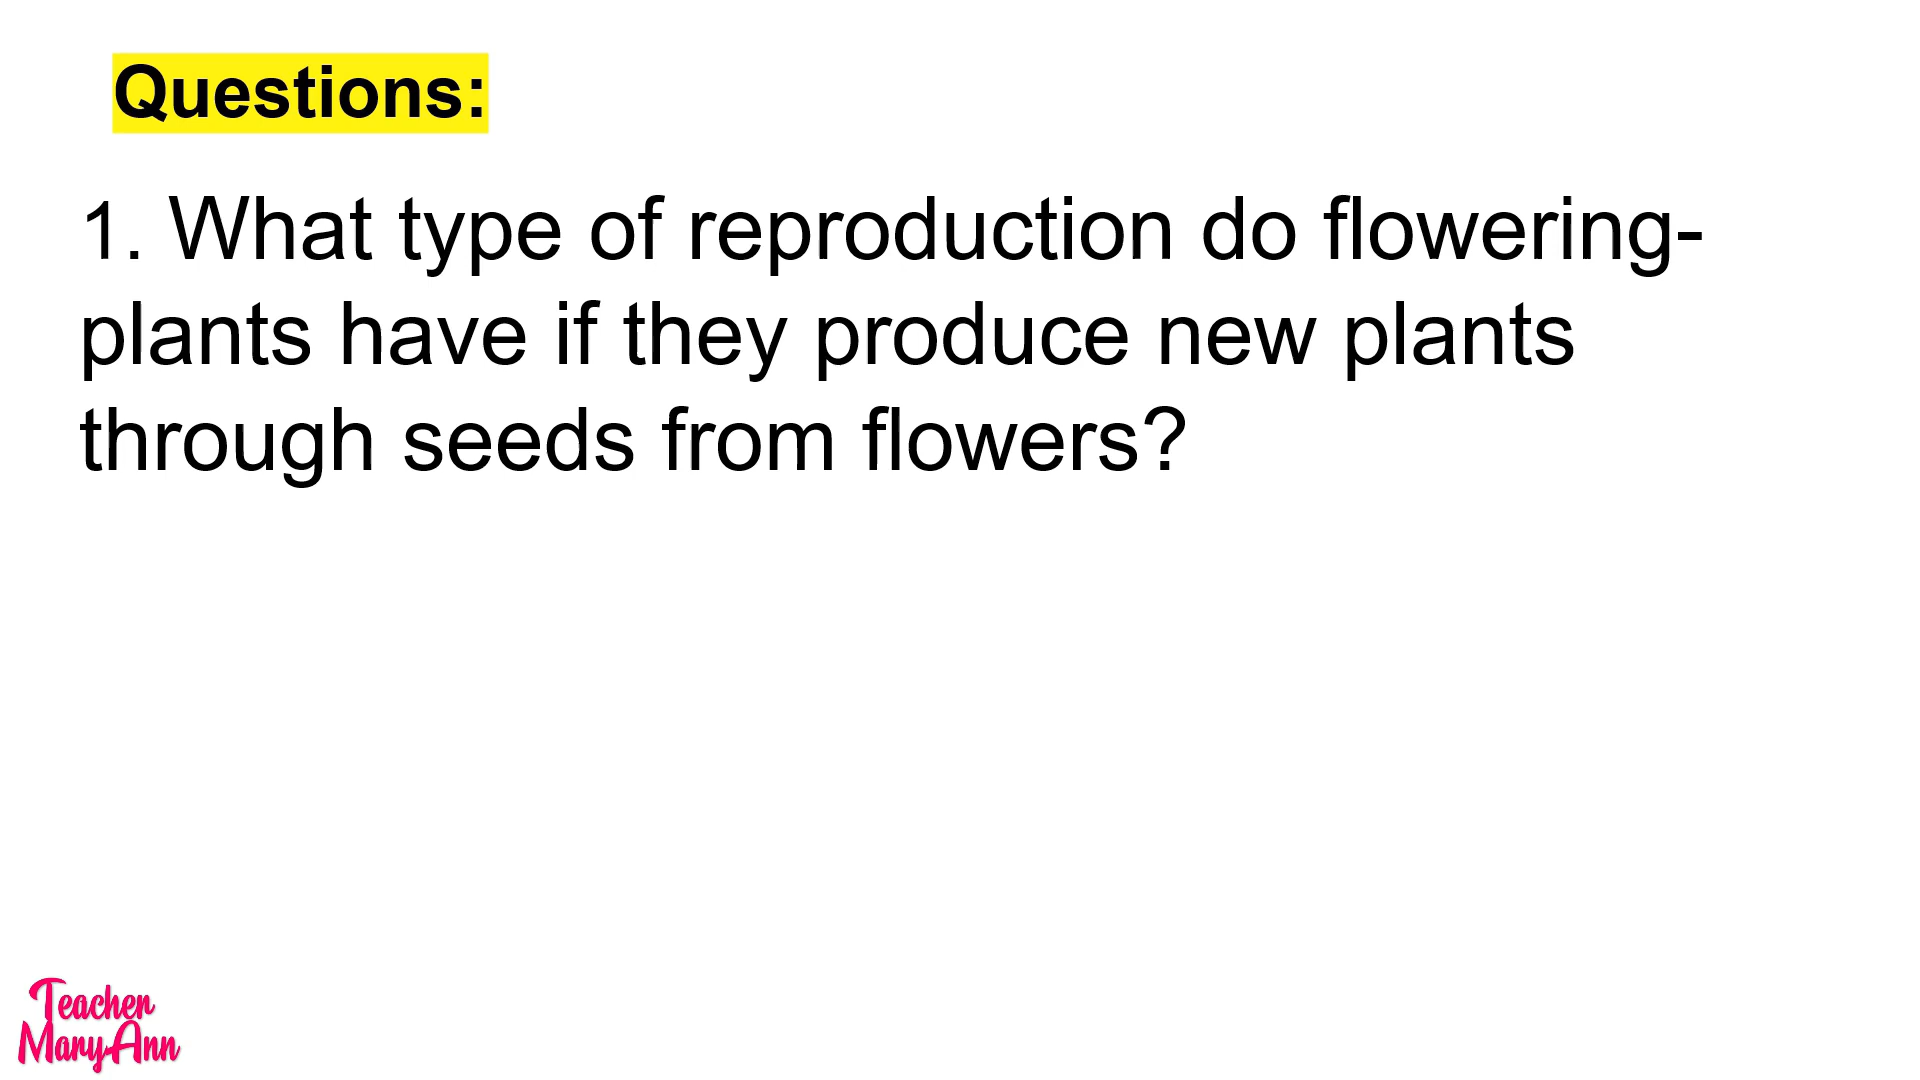 Questions:
1. What type of reproduction do flowering-
plants have if they produce new plants
through seeds from flowers?
Teacher
MaryAnn